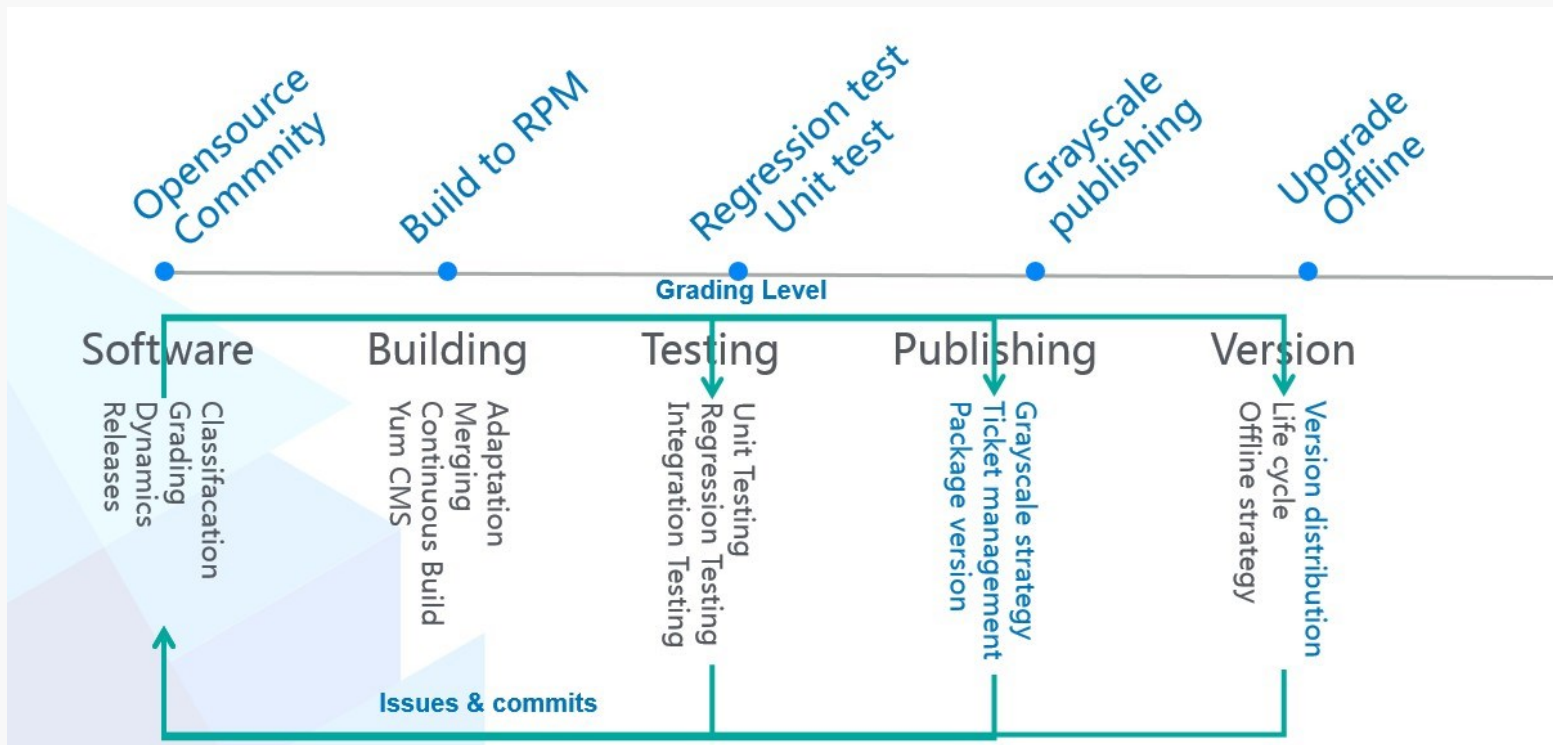 Opensource
Commnity
Build to RPM
Regression test
Unit test
Grayscale
publishing
Upgrade
Offline
Grading Level
Software
Building
Testing
Publishing
Version
Classifacation
Grading
Dynamics
Releases
Adaptation
Merging
Continuous Build
Yum CMS
Unit Testing
Regression Testing
Integration Testing
Grayscale strategy
Ticket management
Package version
Version distribution
Life cycle
Offline strategy
Issues & commits